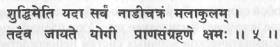 शुद्धिमेति यदा सर्वं नाडीचक्रं मलाकुलम् ।
तदैव जायते योगी प्राणसंग्रहणे क्षमः ॥ ५ ॥